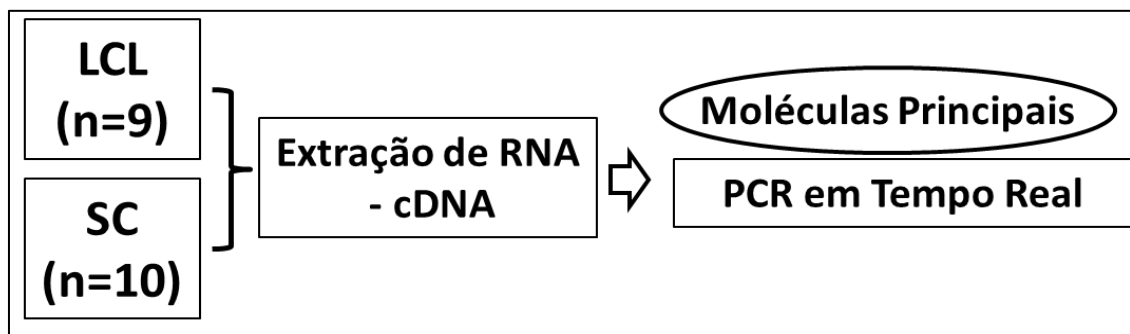 LCL
(n=9)
SC
(n=10)
Extração de RNA
- cDNA
Moléculas Principais
PCR em Tempo Real